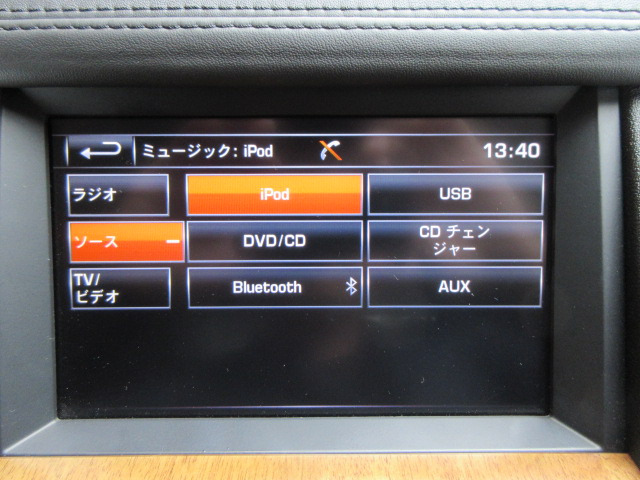 ミュージック: iPod
13:40
ラジオ
iPod
USB
ソース
DVD/CD
CD チェン
ジャー
TV/
ビデオ
Bluetooth
AUX